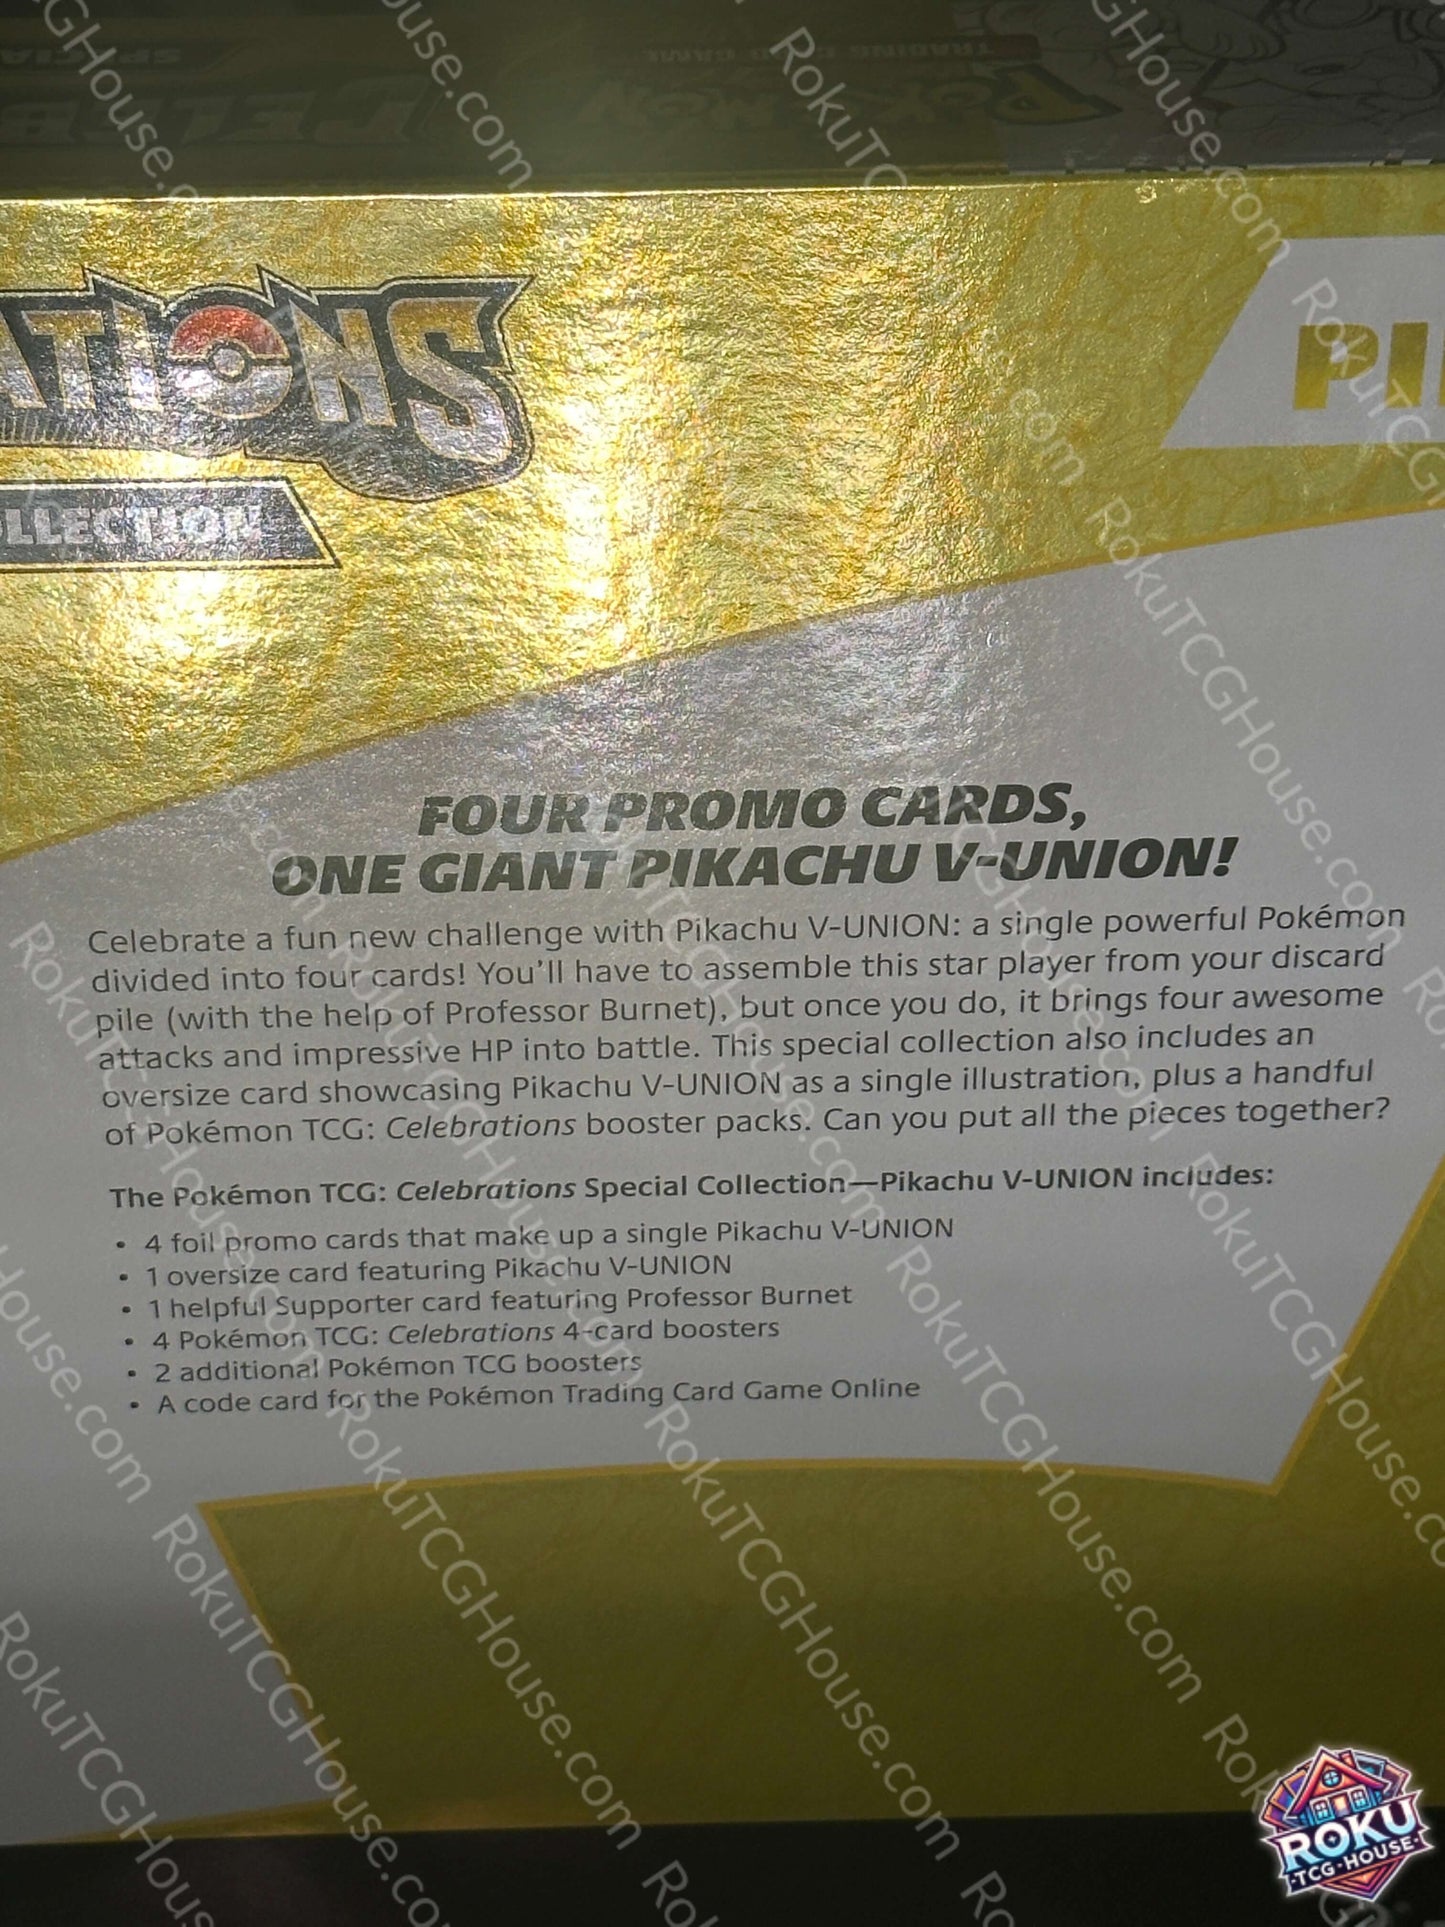 ATIONS
OLLECTION
PI
FOUR PROMO CARDS,
ONE GIANT PIKACHU V-UNION!
Celebrate a fun new challenge with Pikachu V-UNION: a single powerful Pokémon
divided into four cards! You'll have to assemble this star player from your discard
pile (with the help of Professor Burnet), but once you do, it brings four awesome
attacks and impressive HP into battle. This special collection also includes an
oversize card showcasing Pikachu V-UNION as a single illustration, plus a handful
of Pokémon TCG: Celebrations booster packs. Can you put all the pieces together?
The Pokémon TCG: Celebrations Special Collection—Pikachu V-UNION includes:
• 4 foil promo cards that make up a single Pikachu V-UNION
• 1 oversize card featuring Pikachu V-UNION
• 1 helpful Supporter card featuring Professor Burnet
• 4 Pokémon TCG: Celebrations 4-card boosters
• 2 additional Pokémon TCG boosters
• A code card for the Pokémon Trading Card Game Online
RokuTCGHouse.com
ROKU
TCG-HOUSE